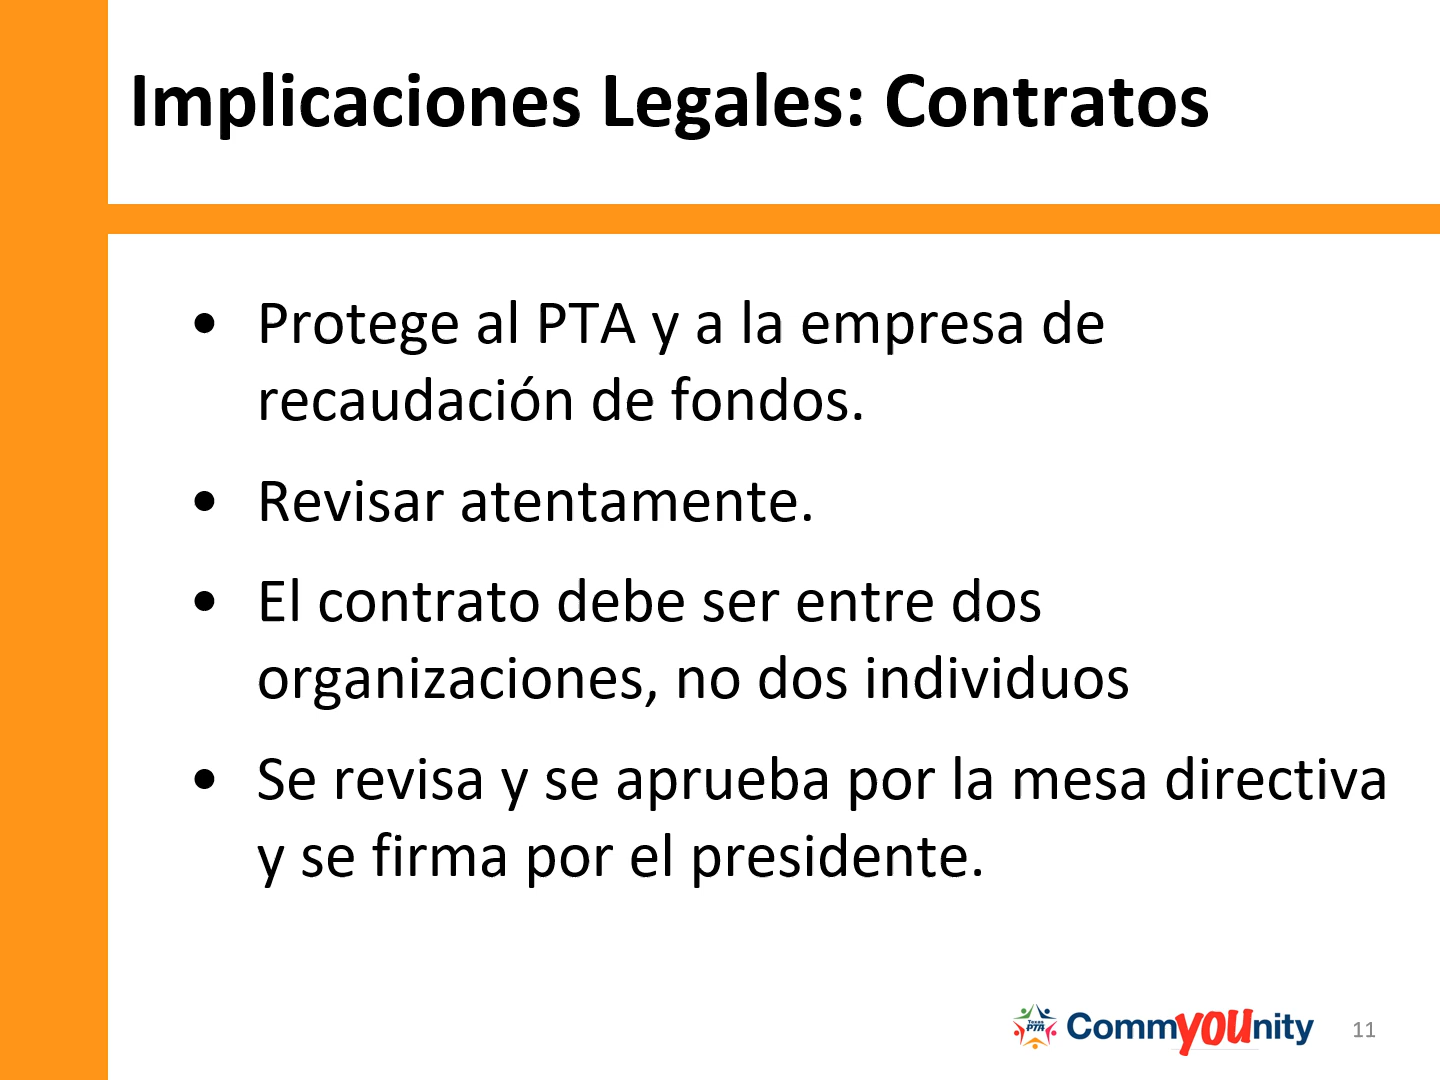 Implicaciones Legales: Contratos
• Protege al PTA y a la empresa de
recaudación de fondos.
• Revisar atentamente.
• El contrato debe ser entre dos
organizaciones, no dos individuos
• Se revisa y se aprueba por la mesa directiva
y se firma por el presidente.
Texas
PTA
CommYOUnity
11